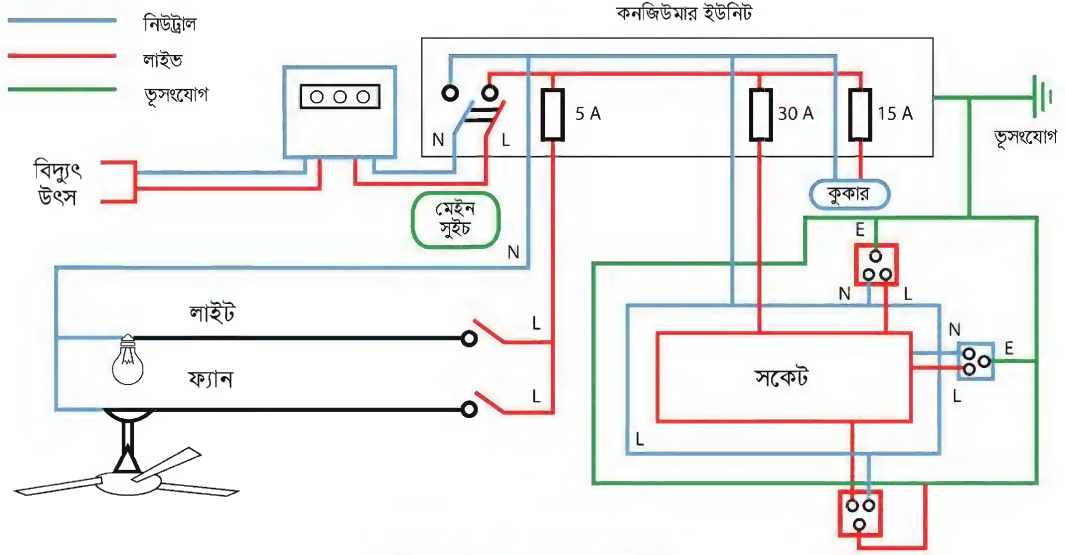 কনজিউমার ইউনিট
নিউট্রাল
লাইভ
ভূসংযোগ
5 A
30 A
15 A
N
L
ভূসংযোগ
বিদ্যুৎ
উৎস
মেইন
সুইচ
কুকার
N
E
N
L
লাইট
L
N
E
ফ্যান
L
সকেট
L
L